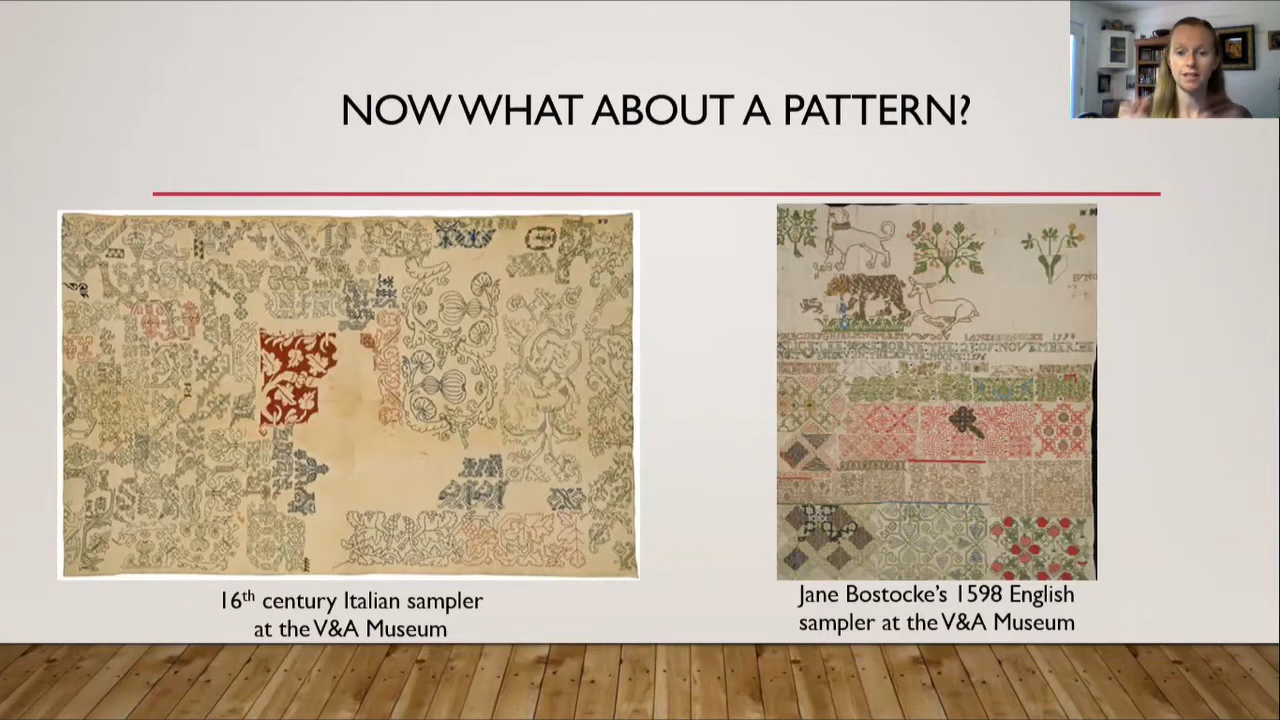 NOW WHAT ABOUT A PATTERN?
16th century Italian sampler
at the V&A Museum
Jane Bostocke's 1598 English
sampler at the V&A Museum